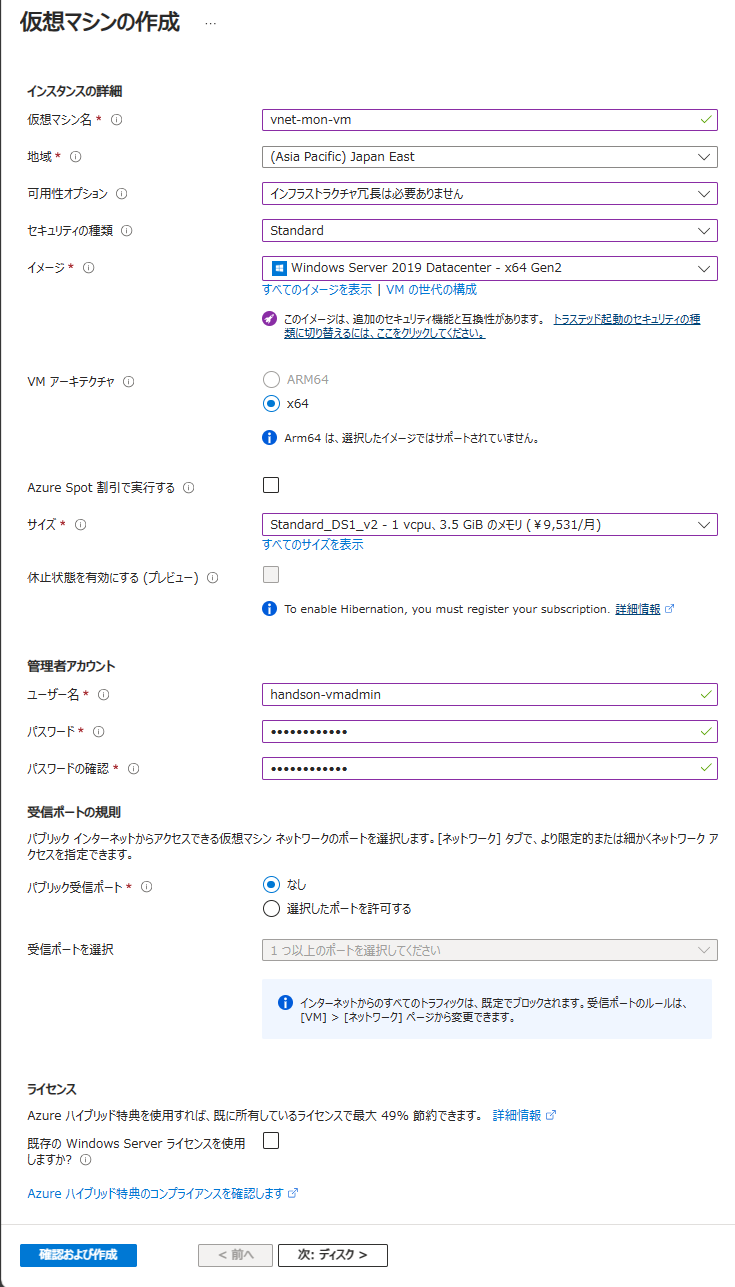 仮想マシンの作成 ...
インスタンスの詳細
仮想マシン名 * vnet-mon-vm
地域 * (Asia Pacific) Japan East
可用性オプション インフラストラクチャ冗長は必要ありません
セキュリティの種類 Standard
イメージ * Windows Server 2019 Datacenter - x64 Gen2
すべてのイメージを表示 | VM の世代の構成
このイメージは、追加のセキュリティ機能と互換性があります。 トラステッド起動のセキュリティの種
類に切り替えるには、ここをクリックしてください。
VM アーキテクチャ ARM64
x64
Arm64 は、選択したイメージではサポートされていません。
Azure Spot 割引で実行する
サイズ * Standard_DS1_v2 - 1 vcpu、3.5 GiB のメモリ (￥9,531/月)
すべてのサイズを表示
休止状態を有効にする (プレビュー)
To enable Hibernation, you must register your subscription. 詳細情報
管理者アカウント
ユーザー名 * handson-vmadmin
パスワード * ••••••••••••
パスワードの確認 * ••••••••••••
受信ポートの規則
パブリック インターネットからアクセスできる仮想マシン ネットワークのポートを選択します。[ネットワーク] タブで、より限定的または細かくネットワーク ア
クセスを指定できます。
パブリック受信ポート * なし
選択したポートを許可する
受信ポートを選択 1 つ以上のポートを選択してください
インターネットからのすべてのトラフィックは、既定でブロックされます。受信ポートのルールは、
[VM] > [ネットワーク] ページから変更できます。
ライセンス
Azure ハイブリッド特典を使用すれば、既に所有しているライセンスで最大 49% 節約できます。 詳細情報
既存の Windows Server ライセンスを使用
しますか?
Azure ハイブリッド特典のコンプライアンスを確認します
確認および作成 < 前へ 次: ディスク >